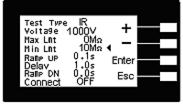 Test Type IR
Voltage 1000V
Max Lmt 0MΩ
Min Lmt 10MΩ
Ramp UP 0.1s
Delay 1.0s
Ramp DN 0.0s
Connect OFF
+
-
Enter
Esc